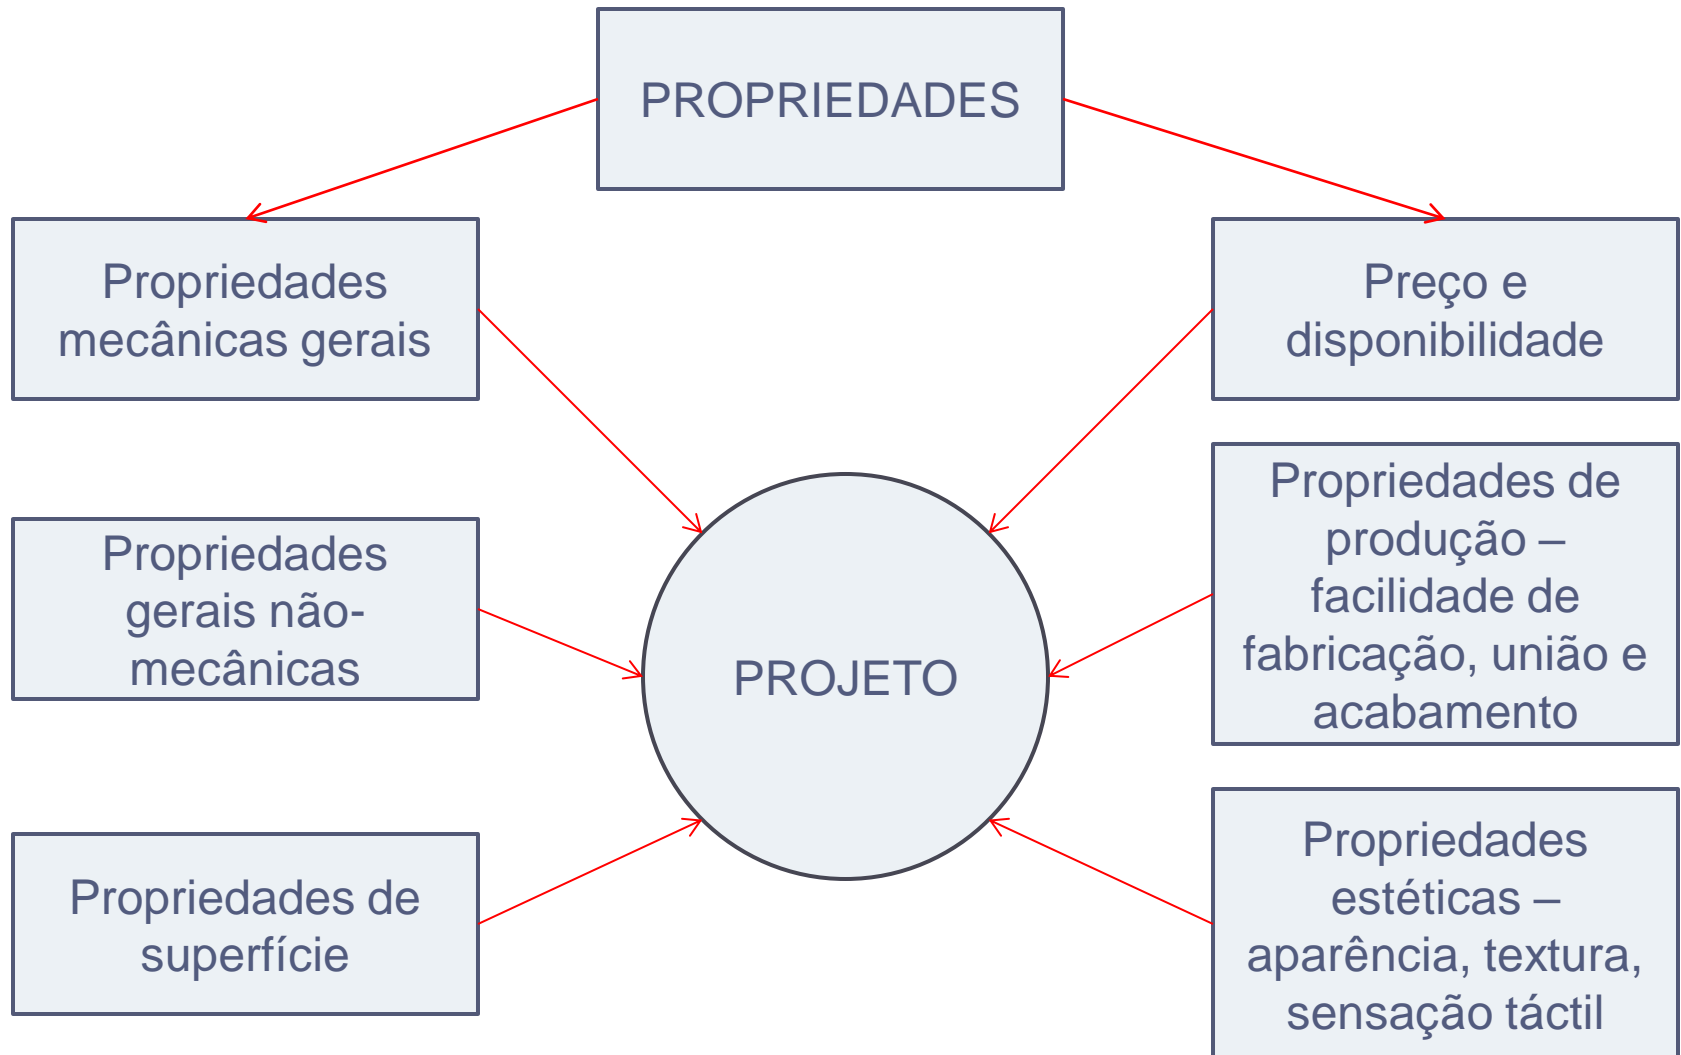 PROPRIEDADES
Propriedades
mecânicas gerais
Preço e
disponibilidade
Propriedades
gerais não-
mecânicas
PROJETO
Propriedades de
produção –
facilidade de
fabricação, união e
acabamento
Propriedades de
superfície
Propriedades
estéticas –
aparência, textura,
sensação táctil